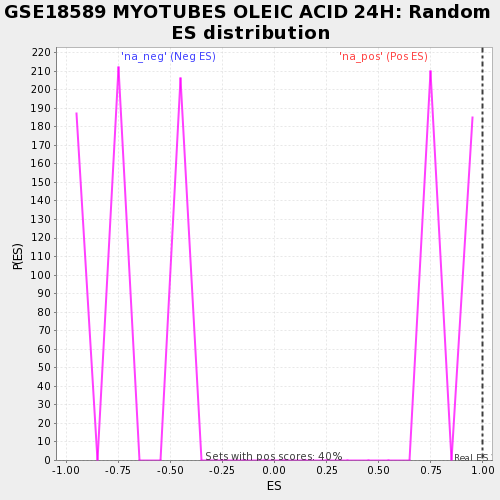 GSE18589 MYOTUBES OLEIC ACID 24H: Random
ES distribution
'na_neg' (Neg ES)
'na_pos' (Pos ES)
220
210
200
190
180
170
160
150
140
130
120
110
100
90
80
70
60
50
40
30
20
10
0
P(ES)
Sets with pos scores: 40%
Real ES
-1.00 -0.75 -0.50 -0.25 0.00 0.25 0.50 0.75 1.00
ES